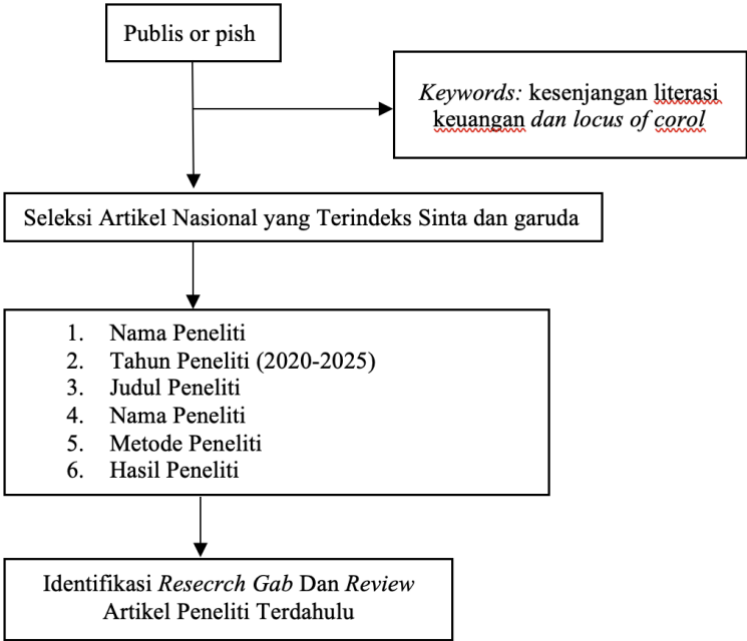 Publis or pish
Keywords: kesenjangan literasi
keuangan dan locus of corol
Seleksi Artikel Nasional yang Terindeks Sinta dan garuda
1. Nama Peneliti
2. Tahun Peneliti (2020-2025)
3. Judul Peneliti
4. Nama Peneliti
5. Metode Peneliti
6. Hasil Peneliti
Identifikasi Resecrch Gab Dan Review
Artikel Peneliti Terdahulu